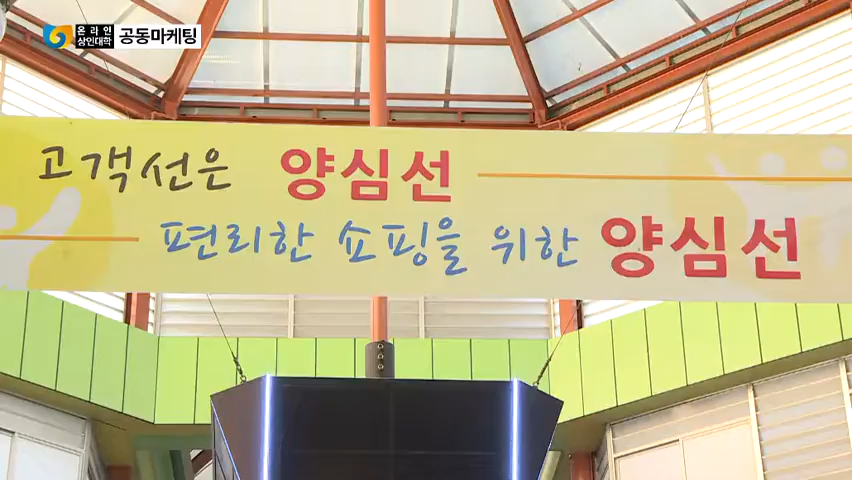 온라인
상인대학
공동마케팅
고객선은 양심선
편리한 쇼핑을 위한 양심선